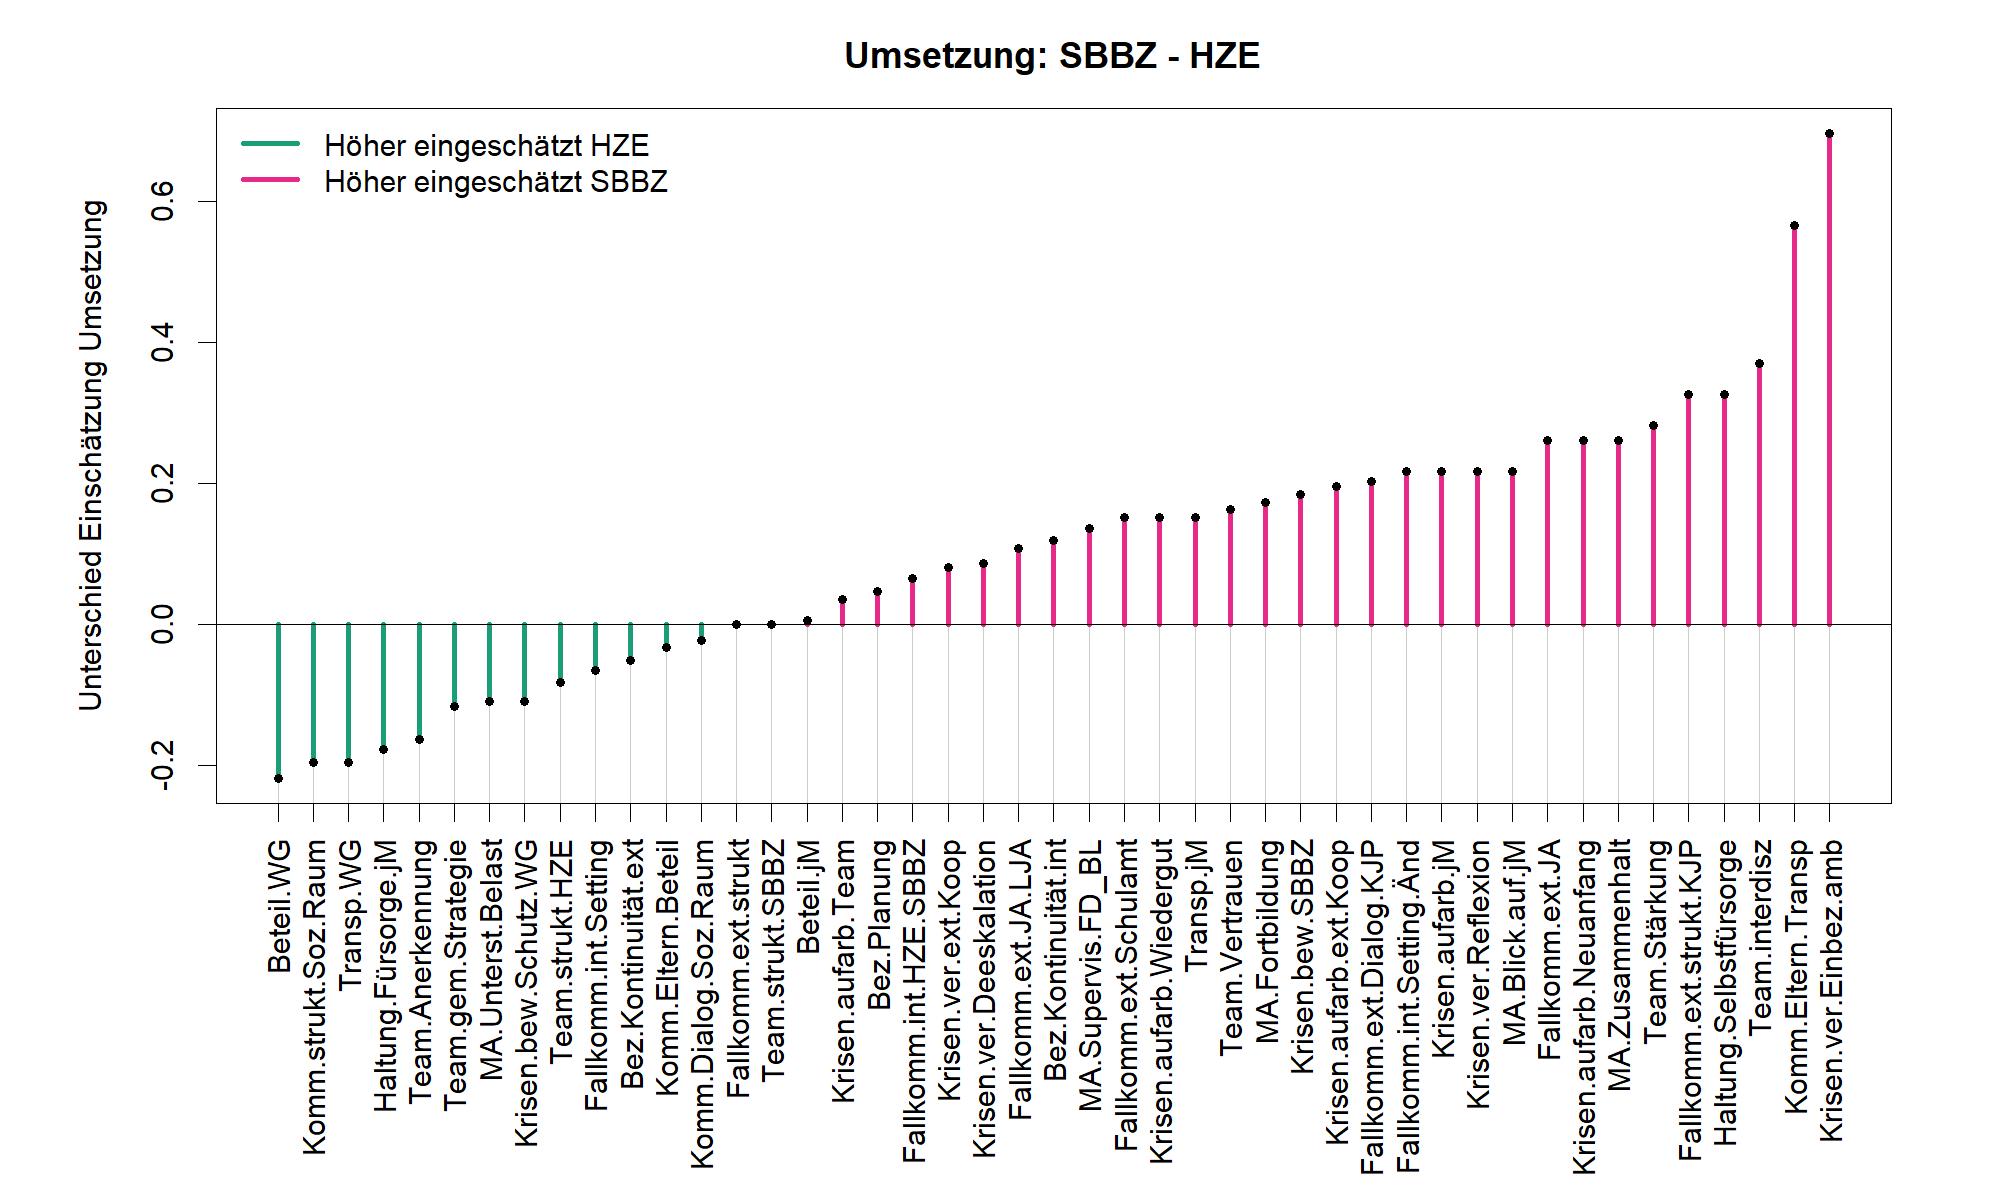 Umsetzung: SBBZ - HZE
Höher eingeschätzt HZE
Höher eingeschätzt SBBZ
Unterschied Einschätzung Umsetzung
0.6
0.4
0.2
0.0
-0.2
Beteil.WG
Komm.strukt.Soz.Raum
Transp.WG
Haltung.Fürsorge.jM
Team.Anerkennung
Team.gem.Strategie
MA.Unterst.Belast
Krisen.bew.Schutz.WG
Team.strukt.HZE
Fallkomm.int.Setting
Bez.Kontinuität.ext
Komm.Eltern.Beteil
Komm.Dialog.Soz.Raum
Fallkomm.ext.strukt
Team.strukt.SBBZ
Beteil.jM
Krisen.aufarb.Team
Bez.Planung
Fallkomm.int.HZE.SBBZ
Krisen.ver.ext.Koop
Krisen.ver.Deeskalation
Fallkomm.ext.JA.LJA
Bez.Kontinuität.int
MA.Supervis.FD_BL
Fallkomm.ext.Schulamt
Krisen.aufarb.Wiedergut
Transp.jM
Team.Vertrauen
MA.Fortbildung
Krisen.bew.SBBZ
Krisen.aufarb.ext.Koop
Fallkomm.ext.Dialog.KJP
Fallkomm.int.Setting.Änd
Krisen.aufarb.jM
Krisen.ver.Reflexion
MA.Blick.auf.jM
Fallkomm.ext.JA
Krisen.aufarb.Neuanfang
MA.Zusammenhalt
Team.Stärkung
Fallkomm.ext.strukt.KJP
Haltung.Selbstfürsorge
Team.interdisz
Komm.Eltern.Transp
Krisen.ver.Einbez.amb